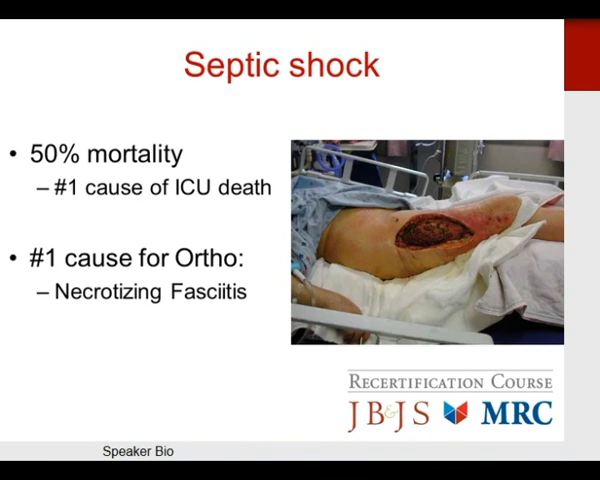 Septic shock
• 50% mortality
– #1 cause of ICU death
• #1 cause for Ortho:
– Necrotizing Fasciitis
RECERTIFICATION COURSE
JB&JS MRC
Speaker Bio